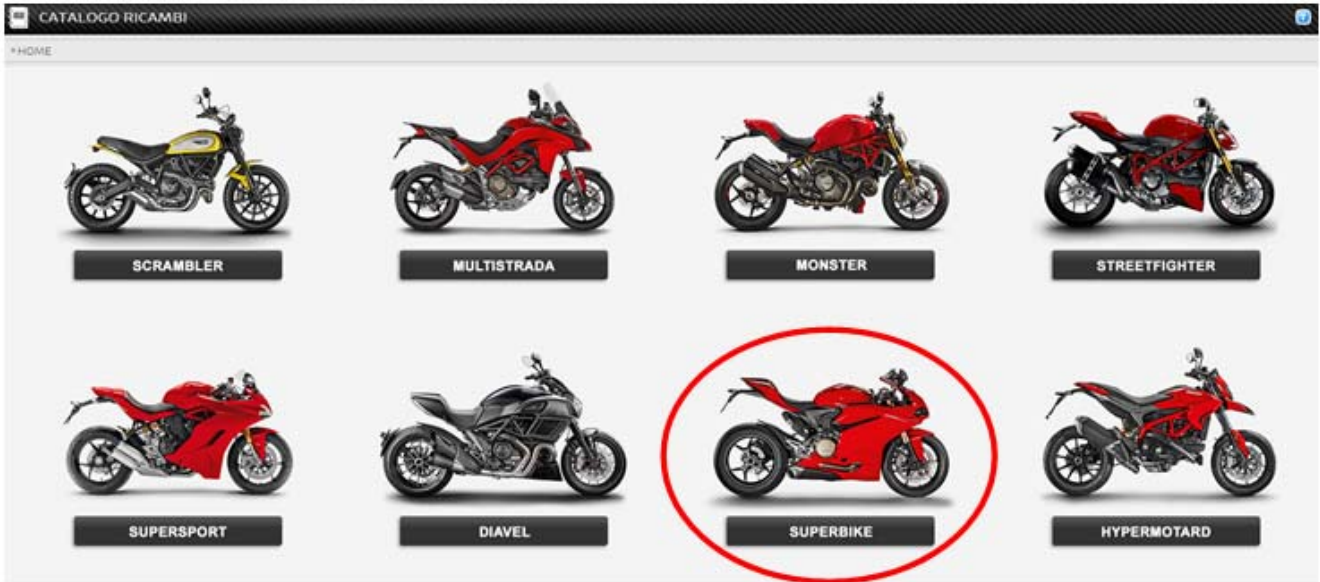 CATALOGO RICAMBI
HOME
SCRAMBLER
MULTISTRADA
MONSTER
STREETFIGHTER
SUPERSPORT
DIAVEL
SUPERBIKE
HYPERMOTARD